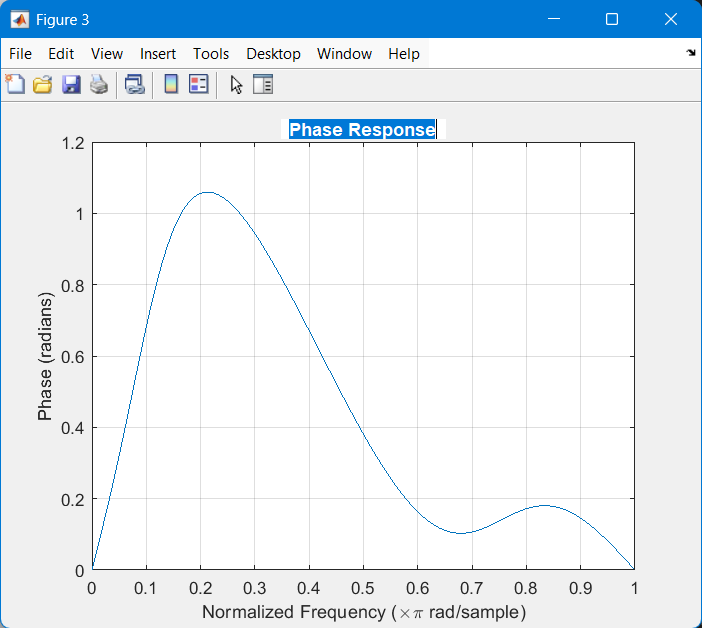 Figure 3
File Edit View Insert Tools Desktop Window Help
Phase Response
1.2
1
0.8
0.6
0.4
0.2
0
Phase (radians)
0 0.1 0.2 0.3 0.4 0.5 0.6 0.7 0.8 0.9 1
Normalized Frequency (×π rad/sample)